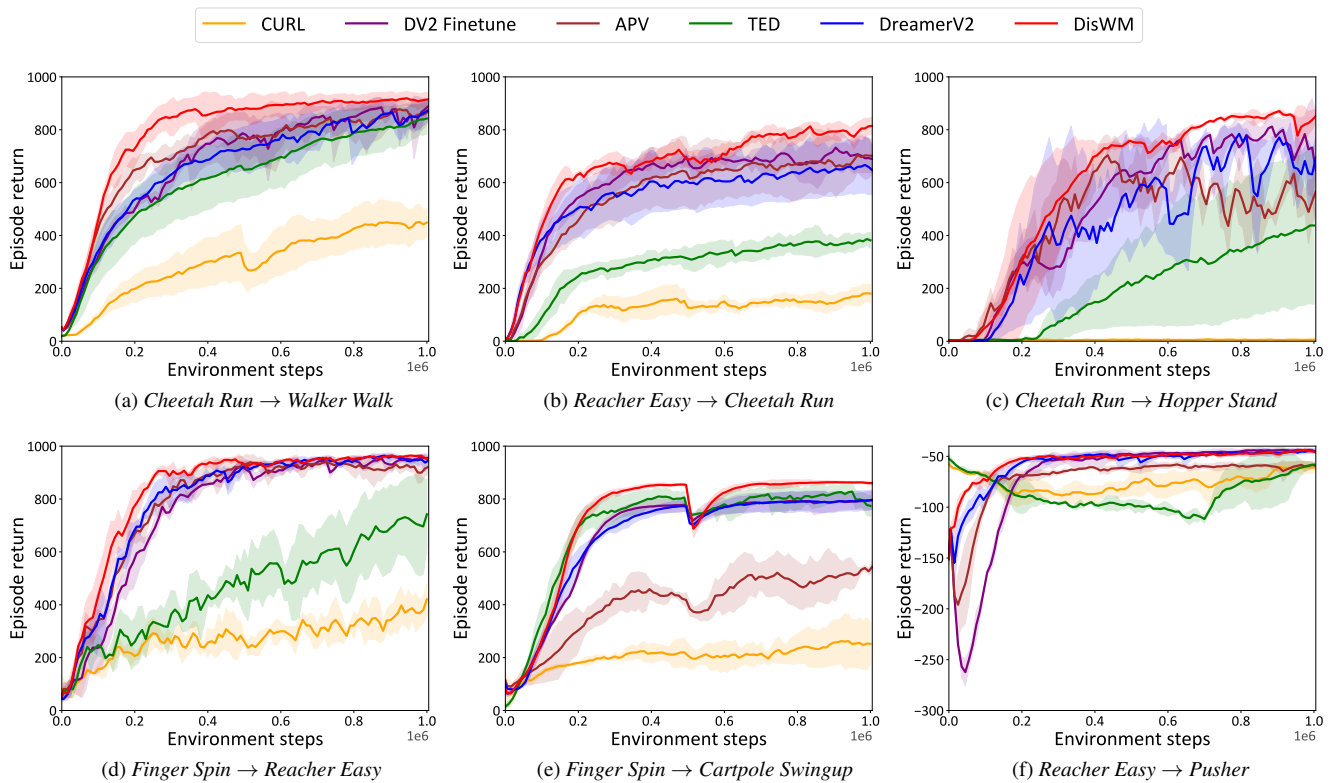 CURL DV2 Finetune APV TED DreamerV2 DisWM
1000
800
600
400
200
0
Episode return
0.0 0.2 0.4 0.6 0.8 1.0
Environment steps 1e6
(a) Cheetah Run → Walker Walk
1000
800
600
400
200
0
Episode return
0.0 0.2 0.4 0.6 0.8 1.0
Environment steps 1e6
(b) Reacher Easy → Cheetah Run
1000
800
600
400
200
0
Episode return
0.0 0.2 0.4 0.6 0.8 1.0
Environment steps 1e6
(c) Cheetah Run → Hopper Stand
1000
800
600
400
200
0
Episode return
0.0 0.2 0.4 0.6 0.8 1.0
Environment steps 1e6
(d) Finger Spin → Reacher Easy
1000
800
600
400
200
0
Episode return
0.0 0.2 0.4 0.6 0.8 1.0
Environment steps 1e6
(e) Finger Spin → Cartpole Swingup
−50
−100
−150
−200
−250
−300
Episode return
0.0 0.2 0.4 0.6 0.8 1.0
Environment steps 1e6
(f) Reacher Easy → Pusher